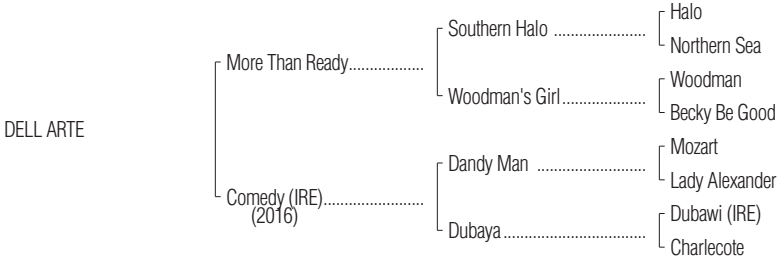 Halo
Southern Halo ......................
Northern Sea
More Than Ready..................
Woodman
Woodman's Girl....................
Becky Be Good
DELL ARTE
Mozart
Dandy Man ..........................
Lady Alexander
Comedy (IRE)........................
(2016)
Dubawi (IRE)
Dubaya..................................
Charlecote